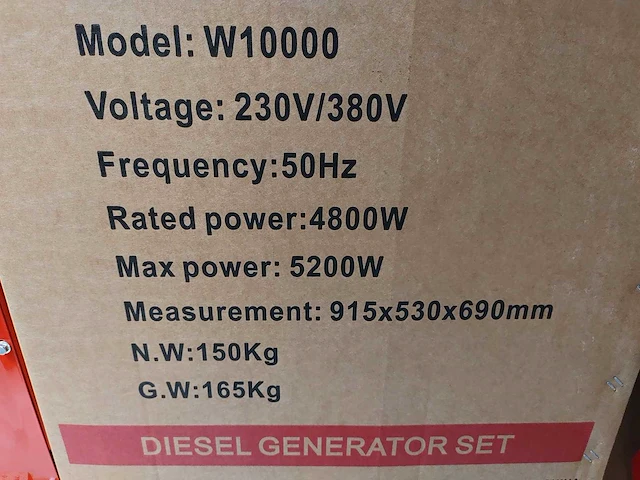 Model: W10000
Voltage: 230V/380V
Frequency:50Hz
Rated power:4800W
Max power: 5200W
Measurement: 915x530x690mm
N.W:150Kg
G.W:165Kg
DIESEL GENERATOR SET